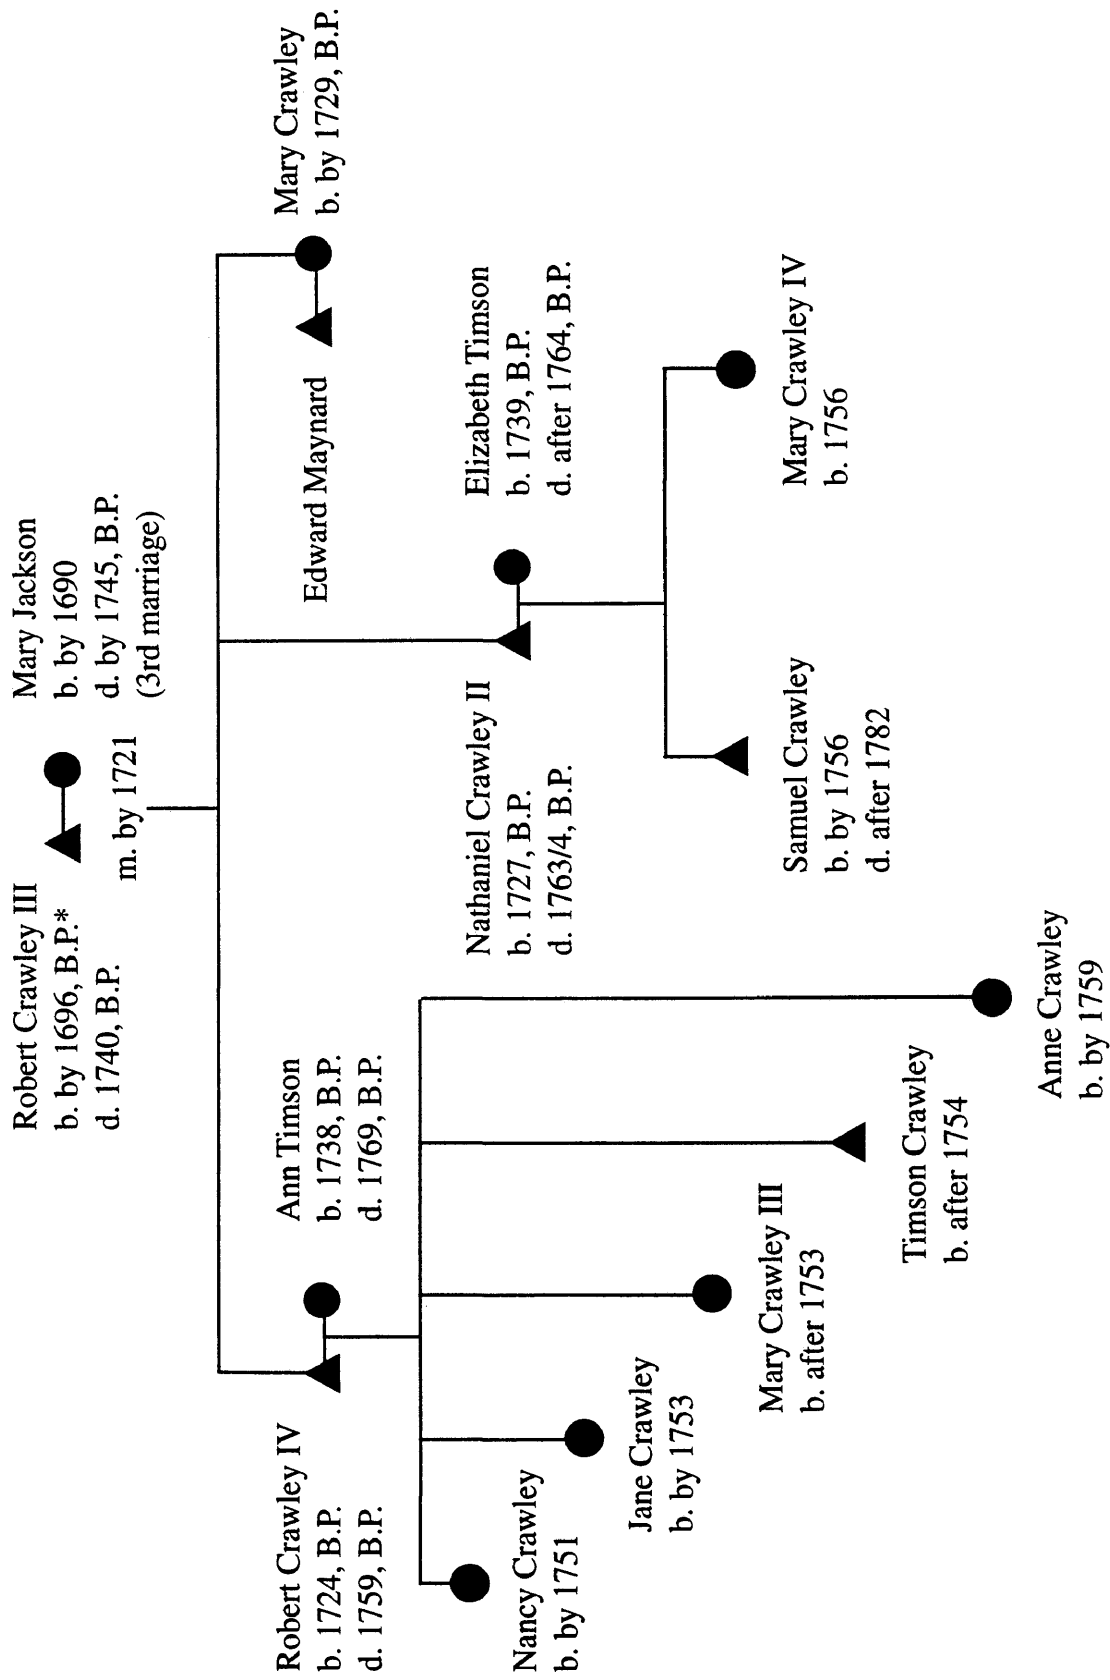 Robert Crawley III
b. by 1696, B.P.*
d. 1740, B.P.
Mary Jackson
b. by 1690
d. by 1745, B.P.
(3rd marriage)
m. by 1721
Robert Crawley IV
b. 1724, B.P.
d. 1759, B.P.
Ann Timson
b. 1738, B.P.
d. 1769, B.P.
Edward Maynard
Mary Crawley
b. by 1729, B.P.
Nathaniel Crawley II
b. 1727, B.P.
d. 1763/4, B.P.
Elizabeth Timson
b. 1739, B.P.
d. after 1764, B.P.
Nancy Crawley
b. by 1751
Jane Crawley
b. by 1753
Mary Crawley III
b. after 1753
Timson Crawley
b. after 1754
Anne Crawley
b. by 1759
Samuel Crawley
b. by 1756
d. after 1782
Mary Crawley IV
b. 1756